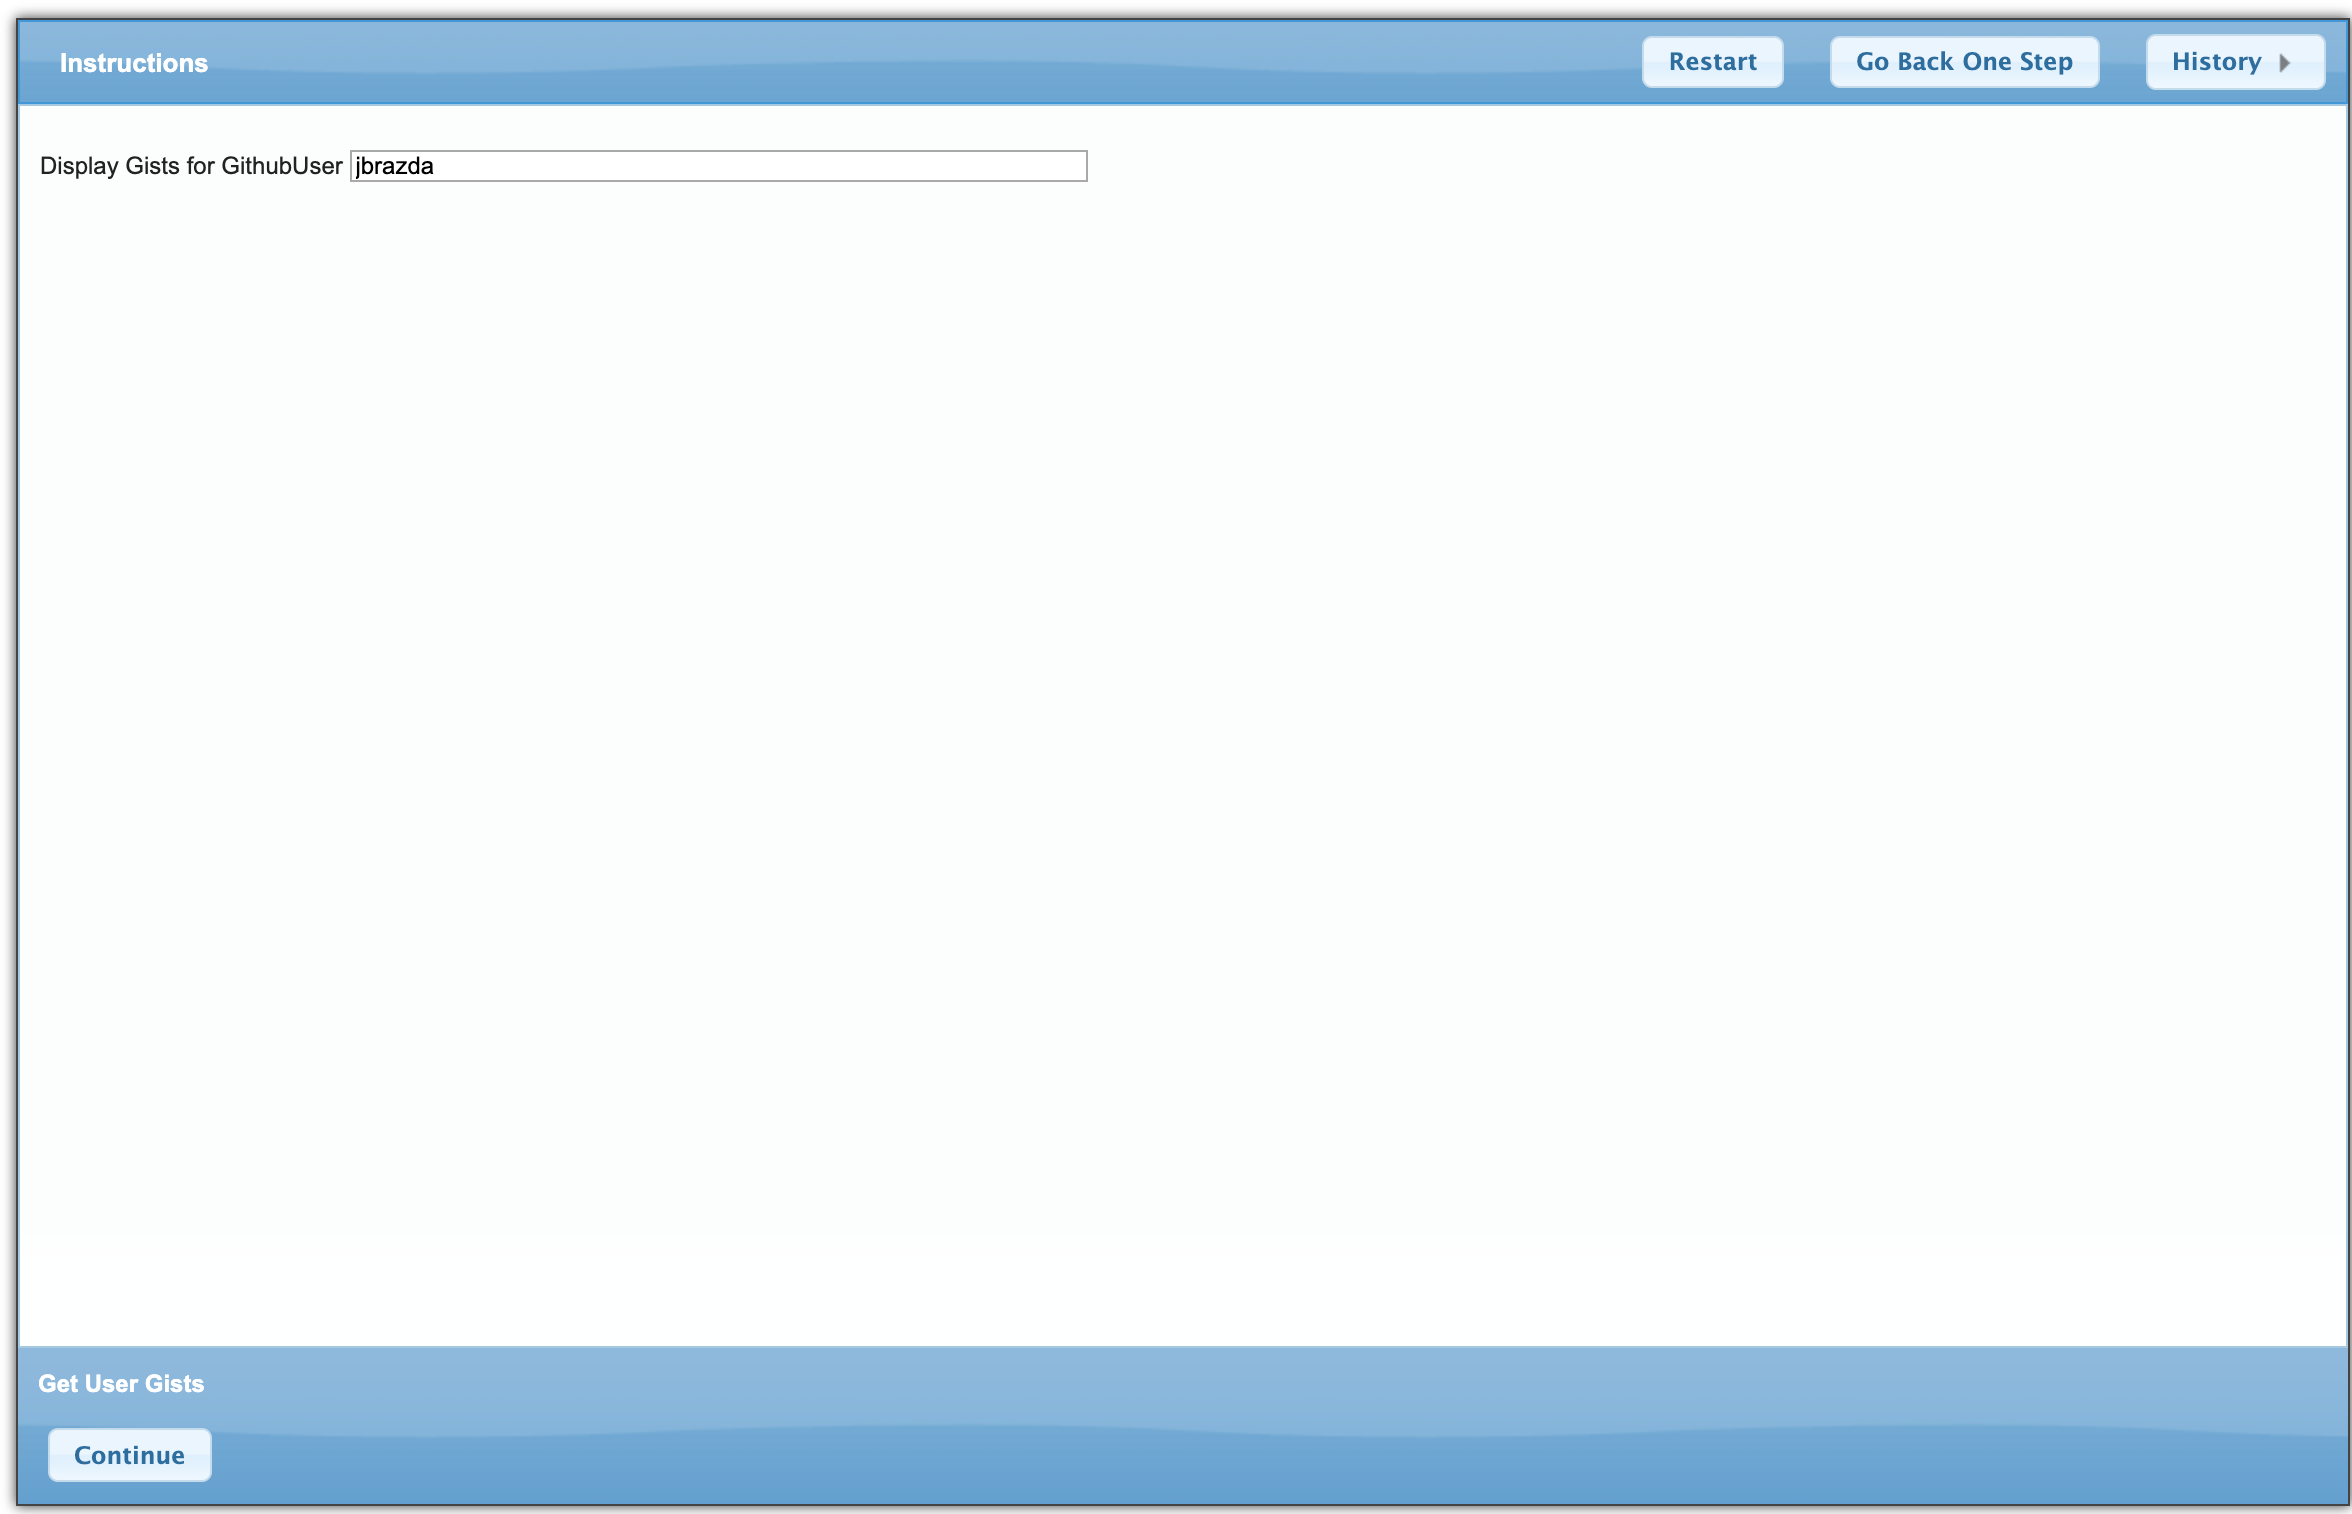 Instructions
Restart
Go Back One Step
History
Display Gists for GithubUser jbrazda
Get User Gists
Continue